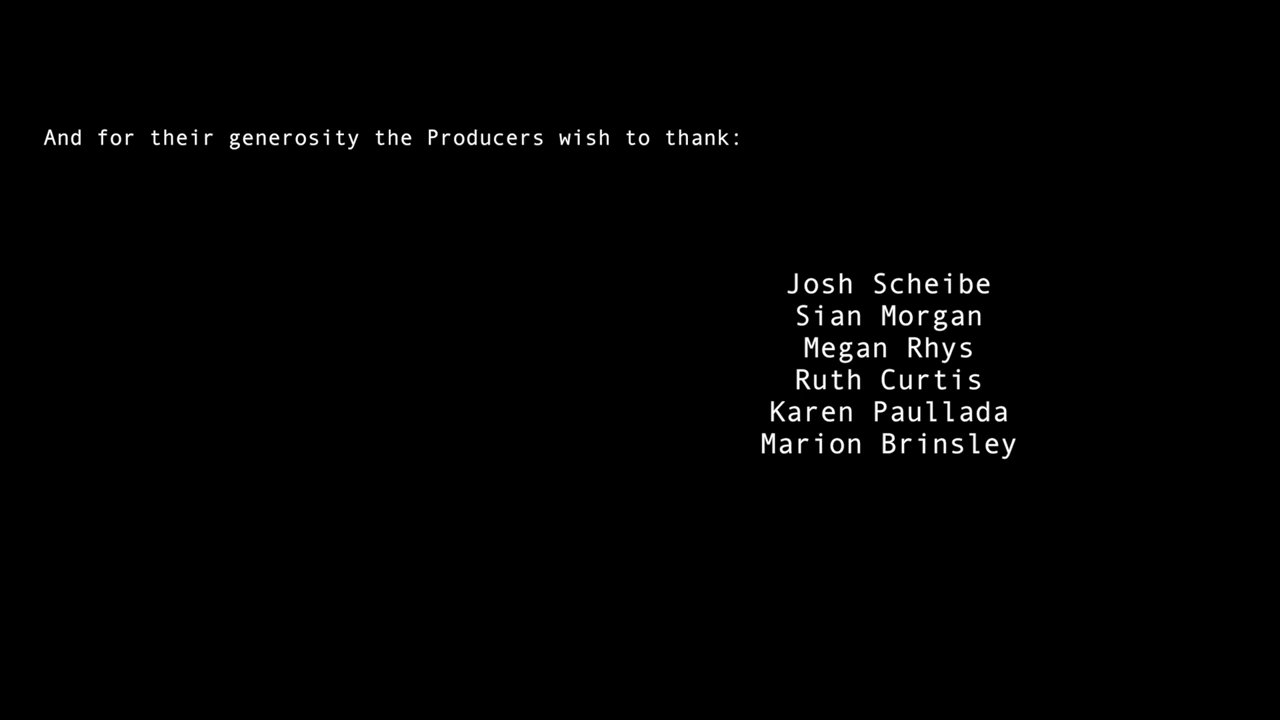 And for their generosity the Producers wish to thank:
Josh Scheibe
Sian Morgan
Megan Rhys
Ruth Curtis
Karen Paullada
Marion Brinsley